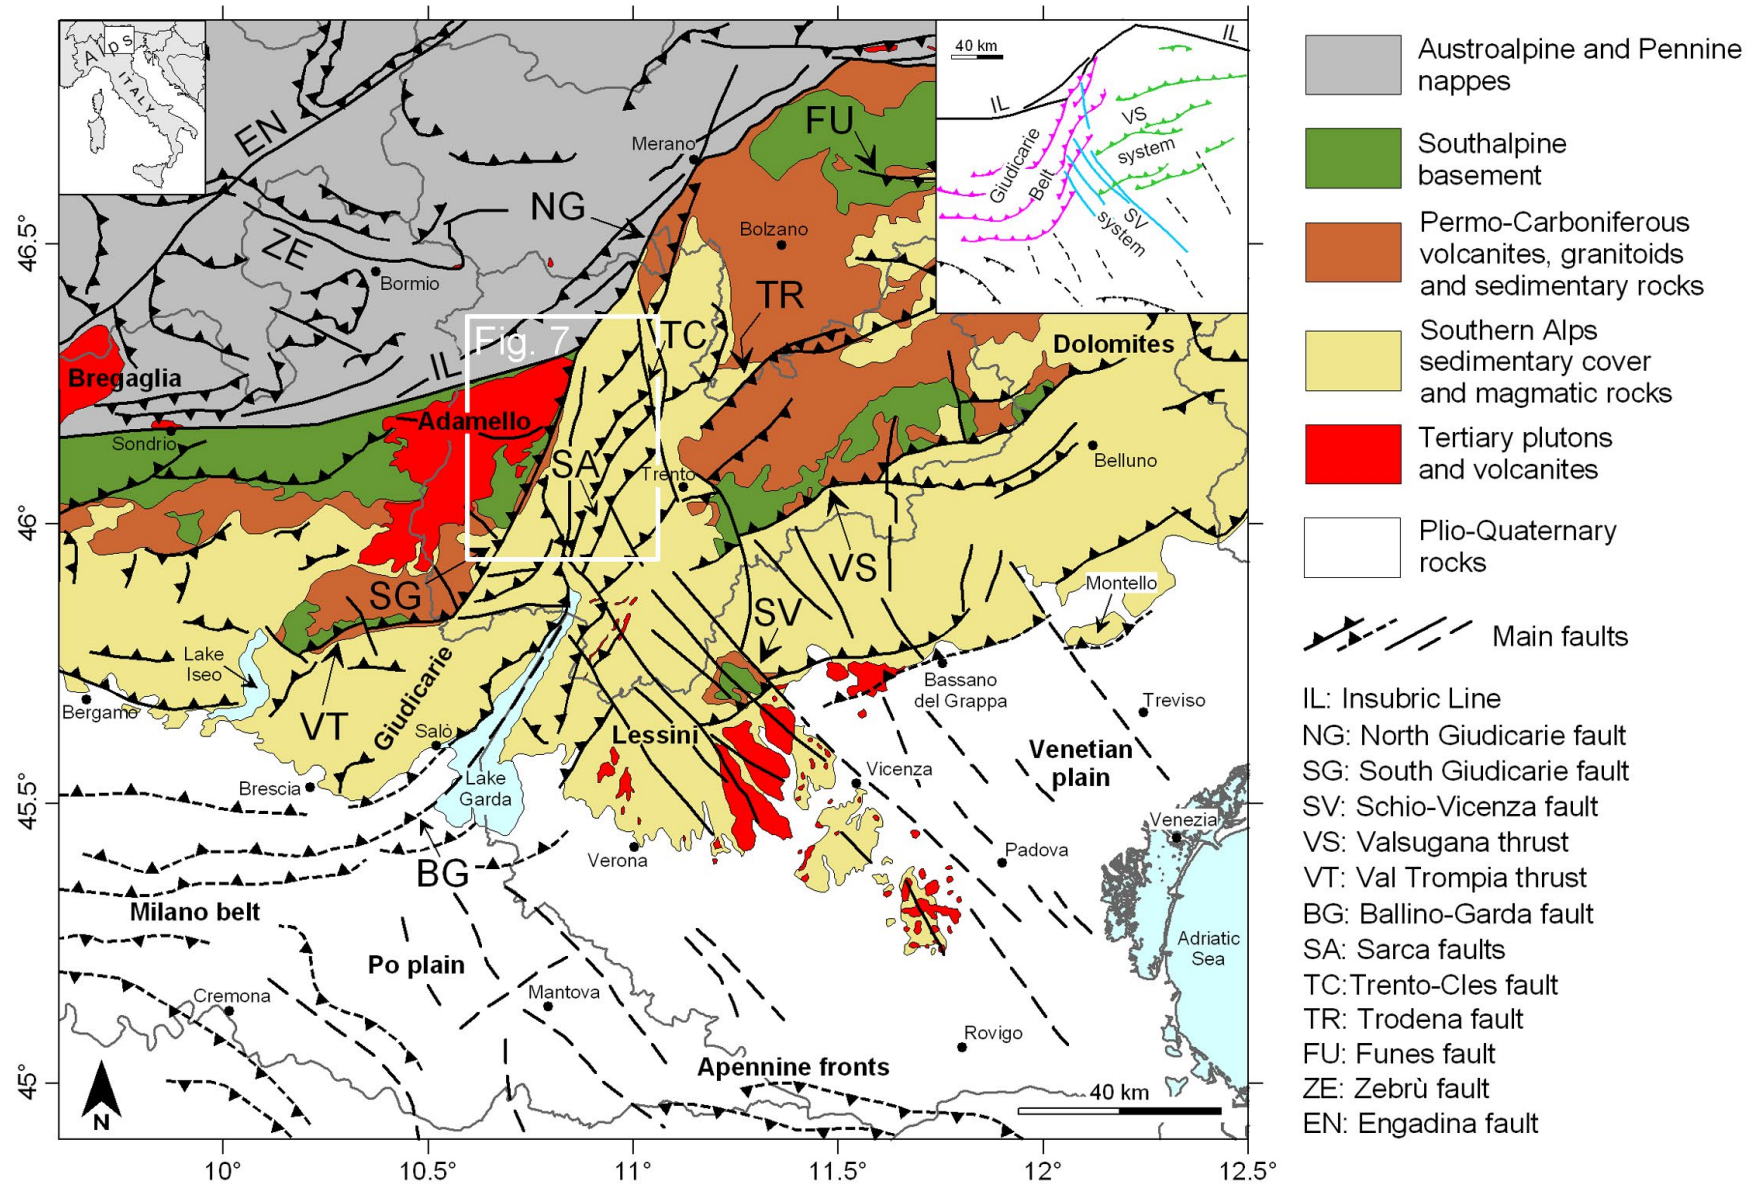 Alps
ITALY
EN
Merano
FU
40 km
IL
IL
VS
system
Giudicarie
Belt
SV
system
NG
ZE
Bormio
Bolzano
TR
Fig. 7
TC
Dolomites
Bregaglia
IL
Adamello
Sondrio
SA
Trento
Belluno
VS
Montello
SG
SV
Lake
Iseo
Bergamo
VT
Giudicarie
Salò
Lessini
Bassano
del Grappa
Treviso
Venetian
plain
Brescia
Lake
Garda
Vicenza
Venezia
Verona
Padova
BG
Milano belt
Adriatic
Sea
Po plain
Cremona
Mantova
Rovigo
Apennine fronts
40 km
N
46.5°
46°
45.5°
45°
10°
10.5°
11°
11.5°
12°
12.5°
Austroalpine and Pennine
nappes
Southalpine
basement
Permo-Carboniferous
volcanites, granitoids
and sedimentary rocks
Southern Alps
sedimentary cover
and magmatic rocks
Tertiary plutons
and volcanites
Plio-Quaternary
rocks
Main faults
IL: Insubric Line
NG: North Giudicarie fault
SG: South Giudicarie fault
SV: Schio-Vicenza fault
VS: Valsugana thrust
VT: Val Trompia thrust
BG: Ballino-Garda fault
SA: Sarca faults
TC:Trento-Cles fault
TR: Trodena fault
FU: Funes fault
ZE: Zebrù fault
EN: Engadina fault